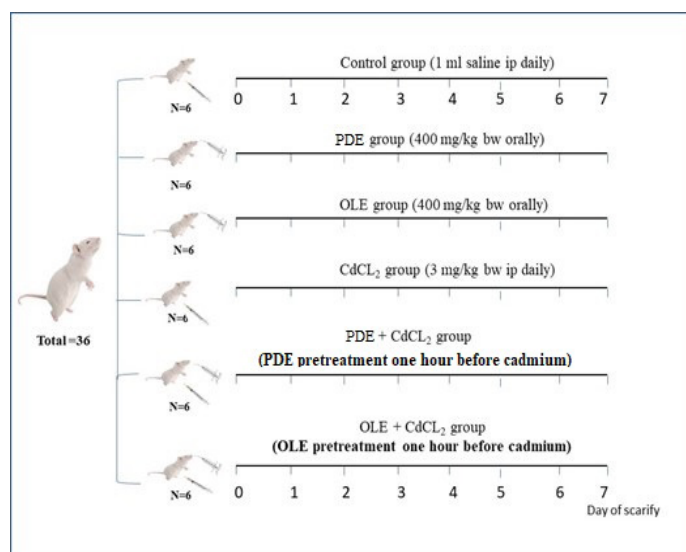 Control group (1 ml saline ip daily)
0 1 2 3 4 5 6 7
N=6
PDE group (400 mg/kg bw orally)
N=6
OLE group (400 mg/kg bw orally)
N=6
CdCL₂ group (3 mg/kg bw ip daily)
N=6
Total=36
PDE + CdCL₂ group
(PDE pretreatment one hour before cadmium)
N=6
OLE + CdCL₂ group
(OLE pretreatment one hour before cadmium)
N=6
0 1 2 3 4 5 6 7
Day of scarify